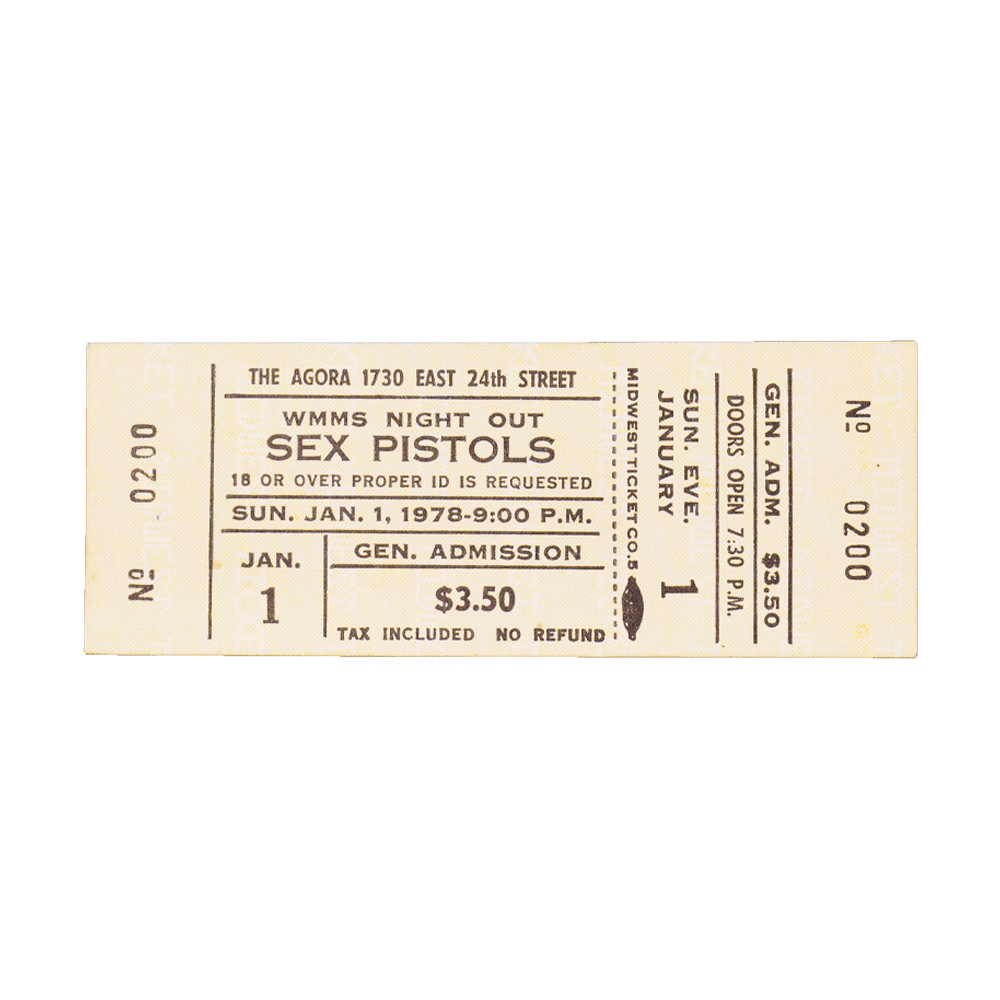 Nº 0200
THE AGORA 1730 EAST 24th STREET
WMMS NIGHT OUT
SEX PISTOLS
18 OR OVER PROPER ID IS REQUESTED
SUN. JAN. 1, 1978-9:00 P.M.
JAN.
1
GEN. ADMISSION
$3.50
TAX INCLUDED NO REFUND
MIDWEST TICKET CO. 5
SUN. EVE.
JANUARY
1
DOORS OPEN 7:30 P.M.
GEN. ADM. $3.50
Nº 0200